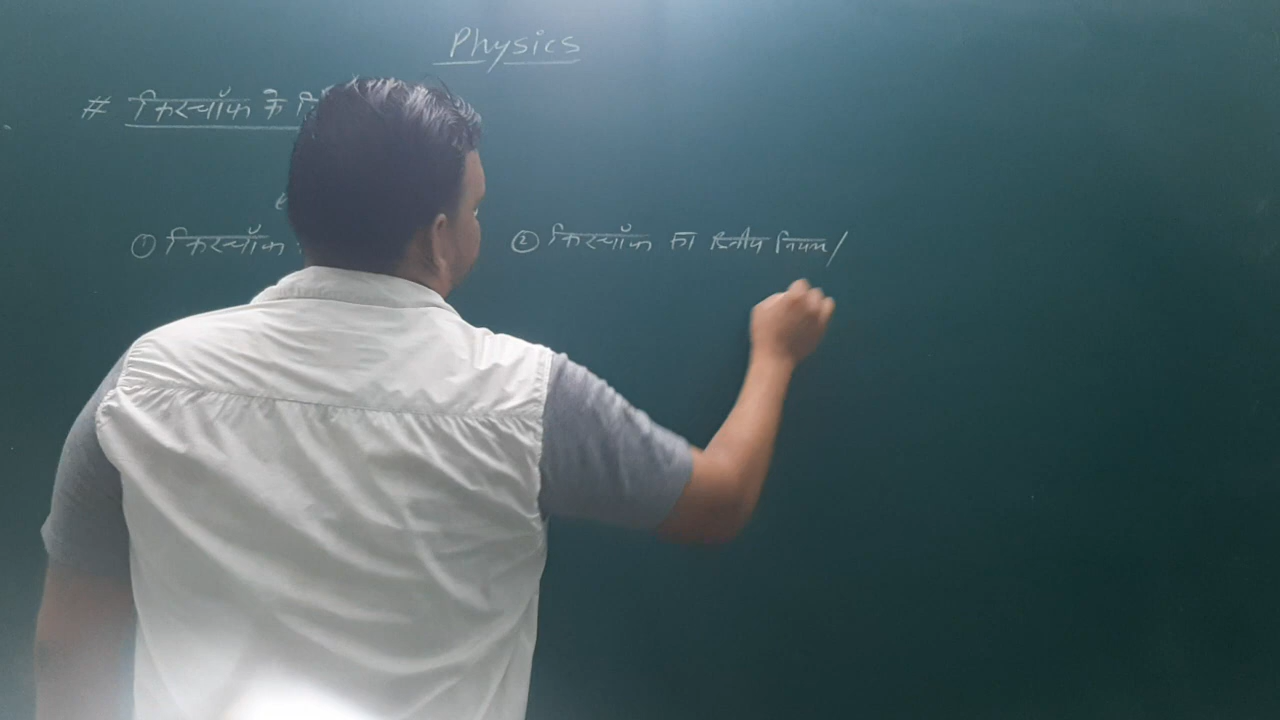 Physics
# किरचॉफ के
① किरचॉफ
② किरचॉफ का द्वितीय नियम /